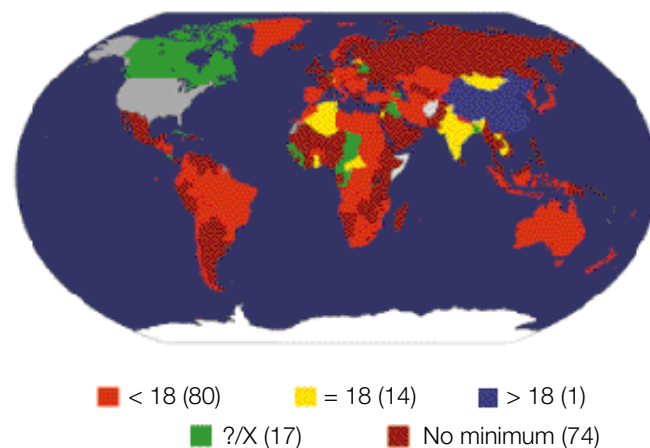 < 18 (80) = 18 (14) > 18 (1)
?/X (17) No minimum (74)